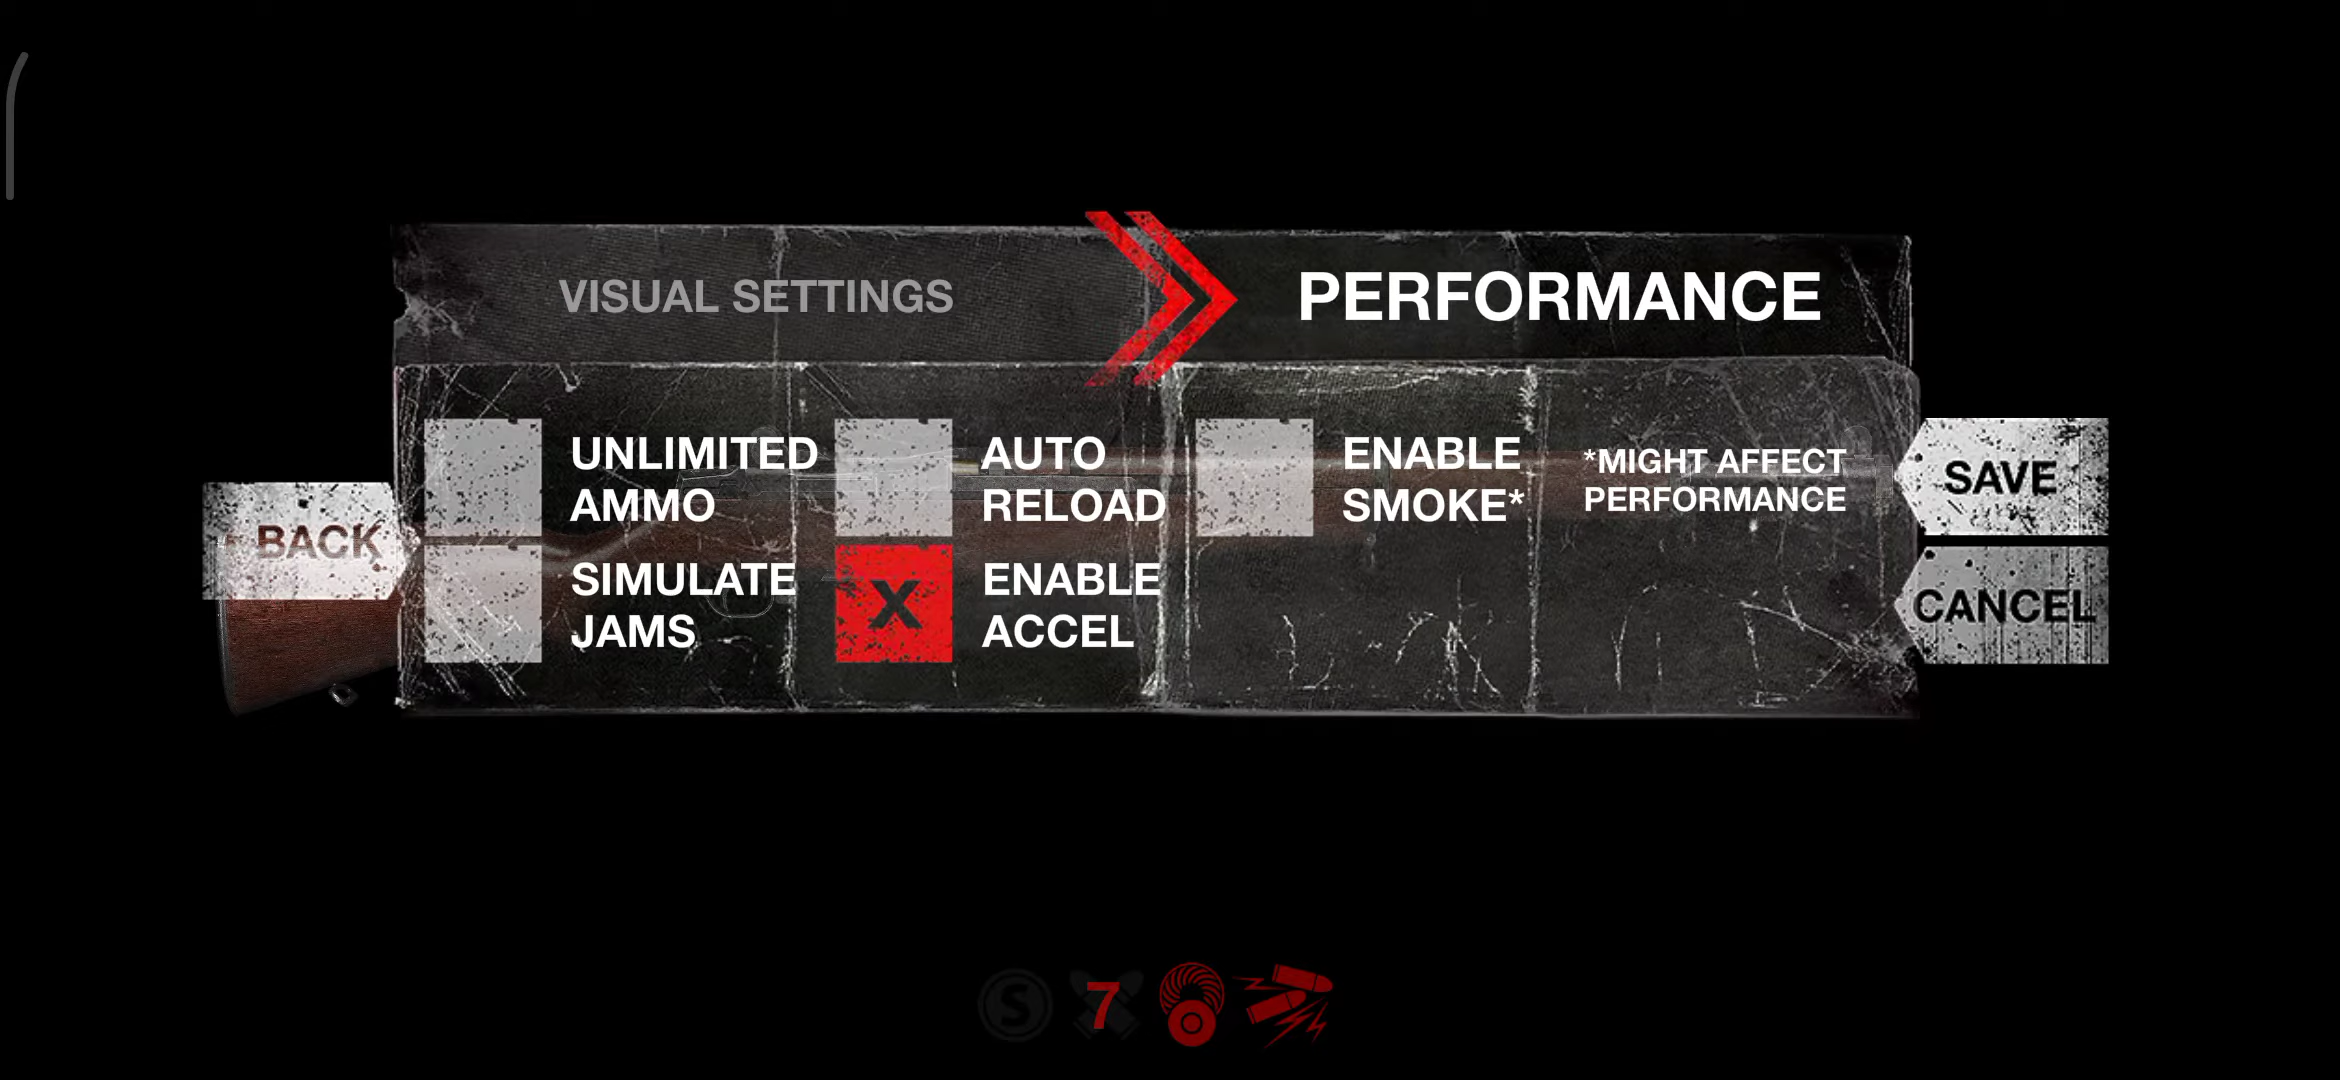 VISUAL SETTINGS
PERFORMANCE
UNLIMITED
AMMO
AUTO
RELOAD
ENABLE
SMOKE*
*MIGHT AFFECT
PERFORMANCE
SAVE
BACK
SIMULATE
JAMS
X
ENABLE
ACCEL
CANCEL
S
7